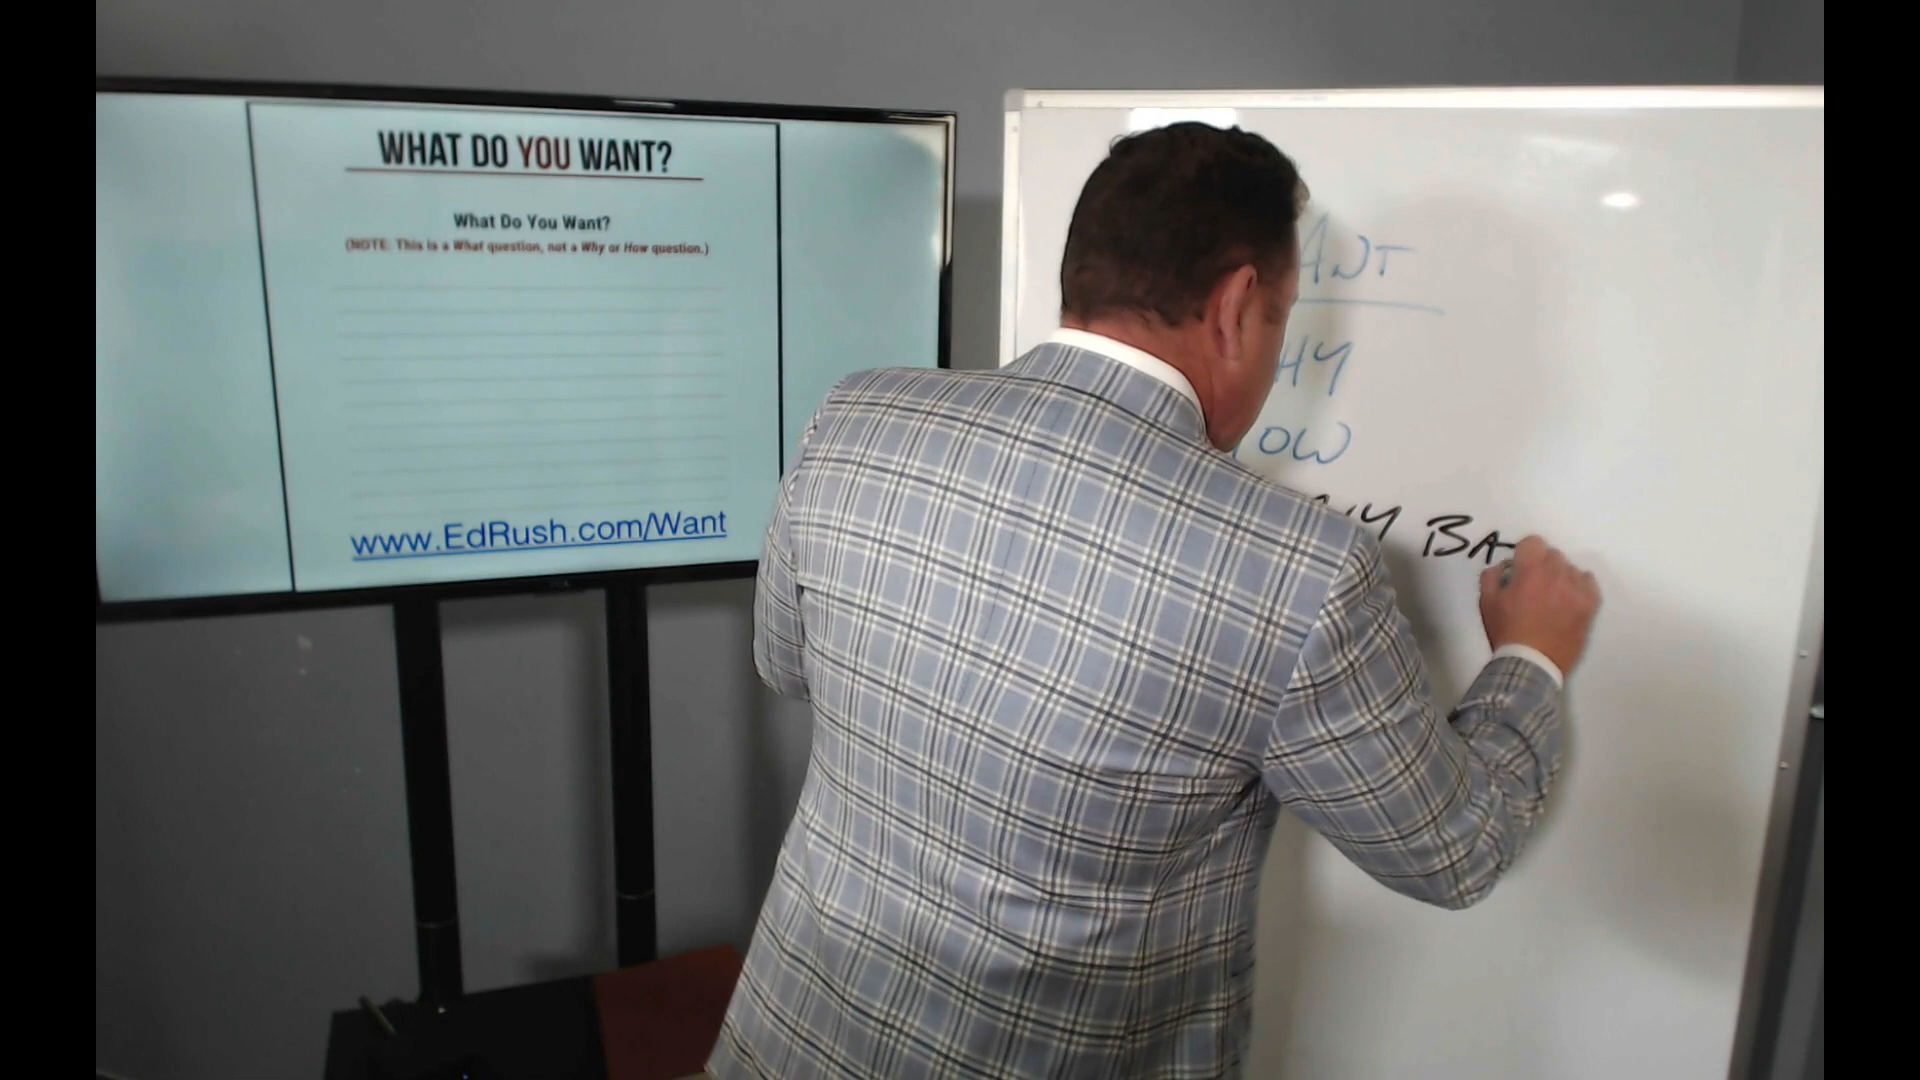 WHAT DO YOU WANT?
What Do You Want?
(NOTE: This is a What question, not a Why or How question.)
www.EdRush.com/Want
ANT
HY
OW
BA